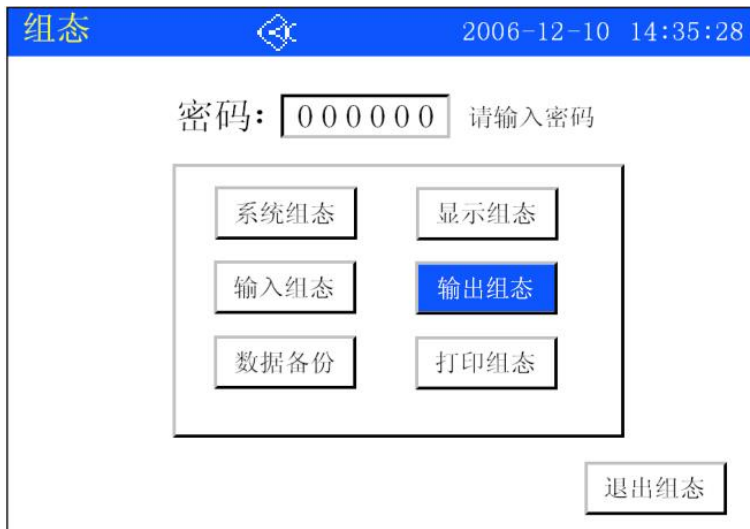 组态 2006-12-10 14:35:28
密码: 000000 请输入密码
系统组态 显示组态
输入组态 输出组态
数据备份 打印组态
退出组态